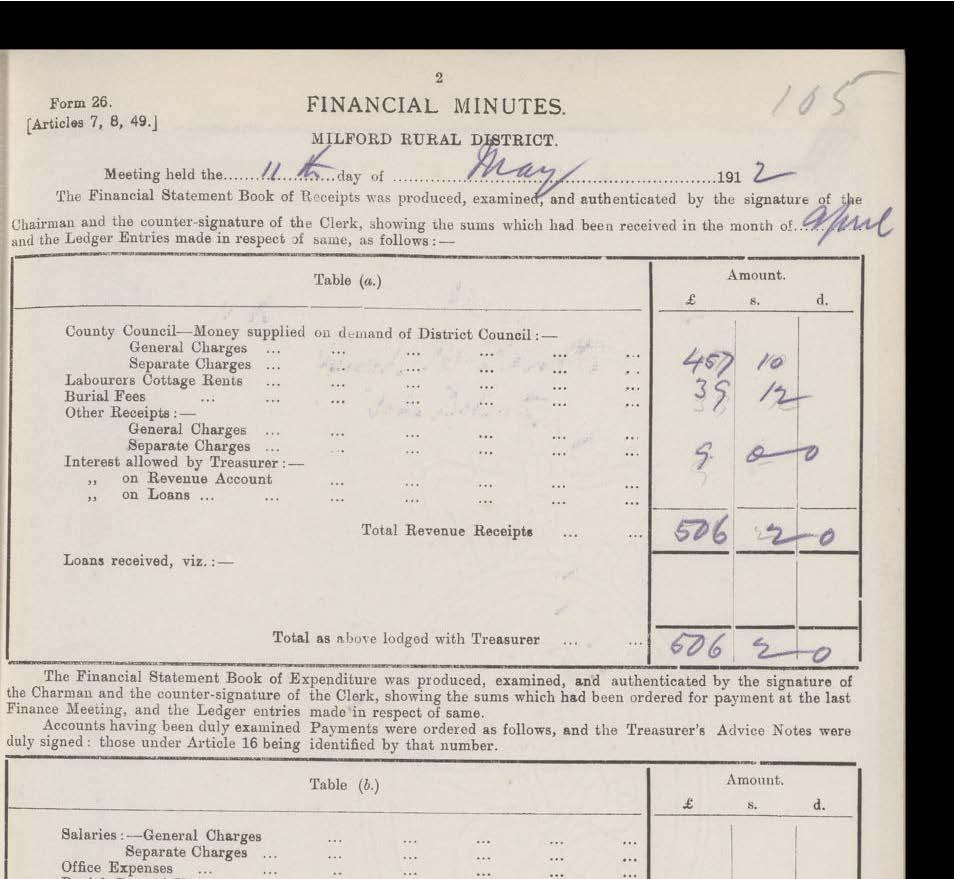 2
105
Form 26.
FINANCIAL MINUTES.
[Articles 7, 8, 49.]
MILFORD RURAL DISTRICT.
Meeting held the......11th...day of ......May......1912
The Financial Statement Book of Receipts was produced, examined, and authenticated by the signature of the
Chairman and the counter-signature of the Clerk, showing the sums which had been received in the month of...April
and the Ledger Entries made in respect of same, as follows:—
Table (a.) Amount.
£ s. d.
County Council—Money supplied on demand of District Council:—
General Charges ... ... ... ... ... ...
Separate Charges ... ... ... ... ... ... 457 10
Labourers Cottage Rents ... ... ... ... ... ... 39 12
Burial Fees ... ... ... ... ... ... ...
Other Receipts:—
General Charges ... ... ... ... ... ...
Separate Charges ... ... ... ... ... ... 9 0 0
Interest allowed by Treasurer:—
„ on Revenue Account ... ... ... ... ...
„ on Loans ... ... ... ... ... ... ...
Total Revenue Receipts ... ... 506 2 0
Loans received, viz.:—
Total as above lodged with Treasurer ... ... 506 2 0
The Financial Statement Book of Expenditure was produced, examined, and authenticated by the signature of
the Charman and the counter-signature of the Clerk, showing the sums which had been ordered for payment at the last
Finance Meeting, and the Ledger entries made in respect of same.
Accounts having been duly examined Payments were ordered as follows, and the Treasurer's Advice Notes were
duly signed: those under Article 16 being identified by that number.
Table (b.) Amount.
£ s. d.
Salaries:—General Charges ... ... ... ... ...
Separate Charges ... ... ... ... ... ...
Office Expenses ... ... ... ... ... ... ...